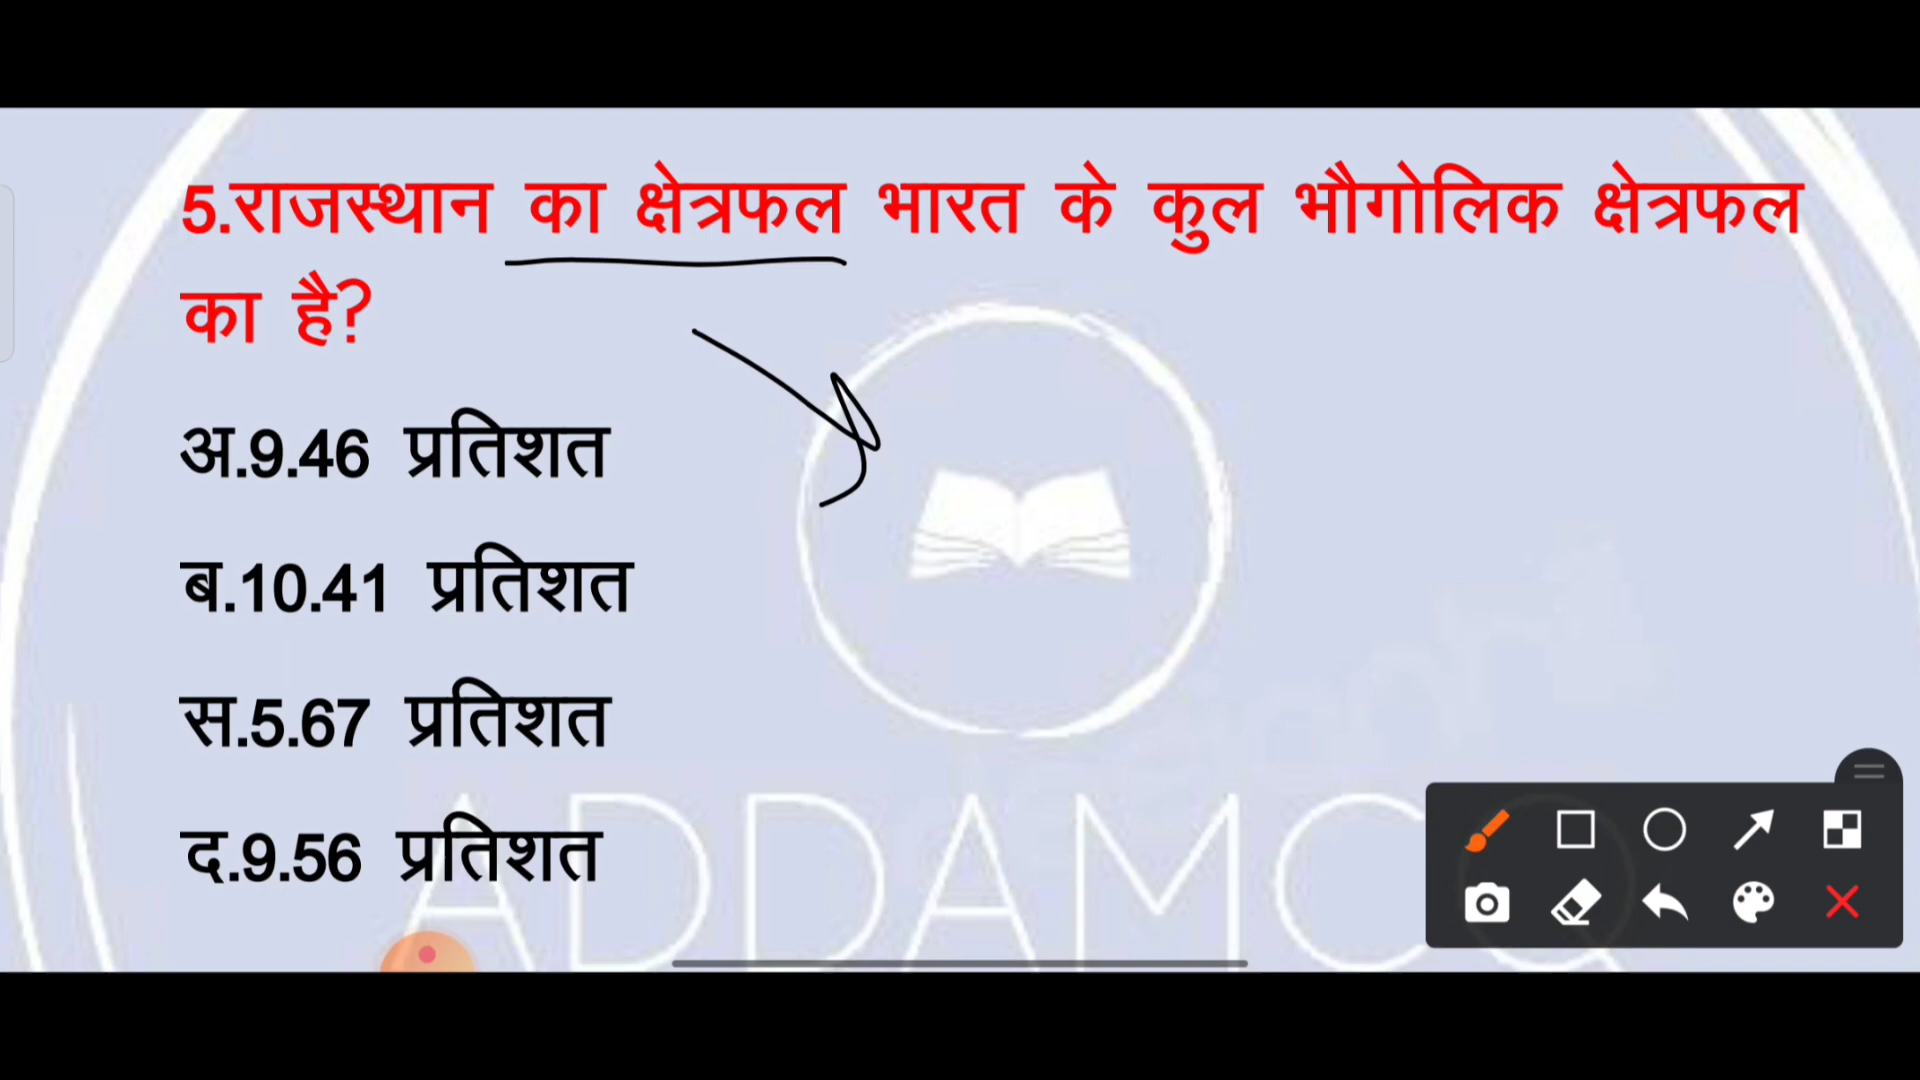 5.राजस्थान का क्षेत्रफल भारत के कुल भौगोलिक क्षेत्रफल
का है?
अ.9.46 प्रतिशत
ब.10.41 प्रतिशत
स.5.67 प्रतिशत
द.9.56 प्रतिशत
ADDAMCQ